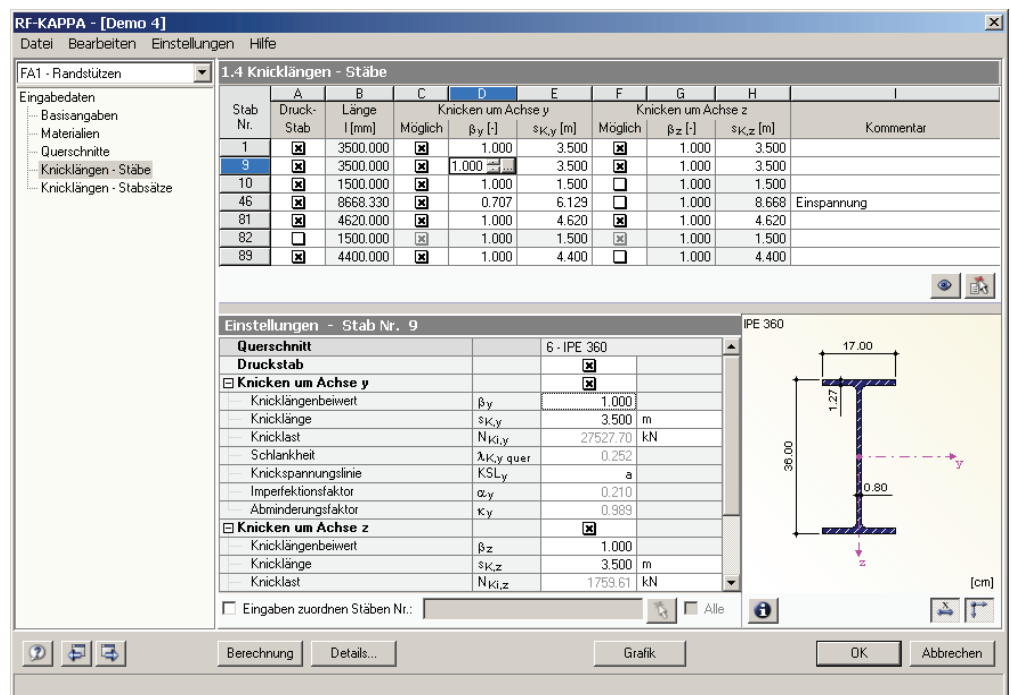 RF-KAPPA - [Demo 4]
Datei Bearbeiten Einstellungen Hilfe
FA1 - Randstützen
Eingabedaten
Basisangaben
Materialien
Querschnitte
Knicklängen - Stäbe
Knicklängen - Stabsätze
1.4 Knicklängen - Stäbe
A B C D E F G H I
Stab Druck- Länge Knicken um Achse y Knicken um Achse z
Nr. Stab l [mm] Möglich βy [-] sK,y [m] Möglich βz [-] sK,z [m] Kommentar
1 3500.000 1.000 3.500 1.000 3.500
9 3500.000 1.000 ... 3.500 1.000 3.500
10 1500.000 1.000 1.500 1.000 1.500
46 8668.330 0.707 6.129 1.000 8.668 Einspannung
81 4620.000 1.000 4.620 1.000 4.620
82 1500.000 1.000 1.500 1.000 1.500
89 4400.000 1.000 4.400 1.000 4.400
Einstellungen - Stab Nr. 9
Querschnitt 6 - IPE 360
Druckstab
Knicken um Achse y
Knicklängenbeiwert βy 1.000
Knicklänge sK,y 3.500 m
Knicklast NKi,y 27527.70 kN
Schlankheit λK,y quer 0.252
Knickspannungslinie KSLy a
Imperfektionsfaktor αy 0.210
Abminderungsfaktor κy 0.989
Knicken um Achse z
Knicklängenbeiwert βz 1.000
Knicklänge sK,z 3.500 m
Knicklast NKi,z 1759.61 kN
Eingaben zuordnen Stäben Nr.: Alle
IPE 360
17.00
1.27
36.00
0.80
y
z
[cm]
Berechnung Details... Grafik OK Abbrechen